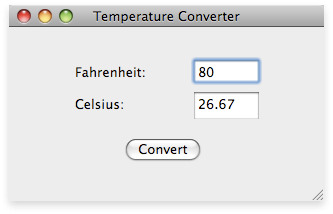 Temperature Converter
Fahrenheit: 80
Celsius: 26.67
Convert